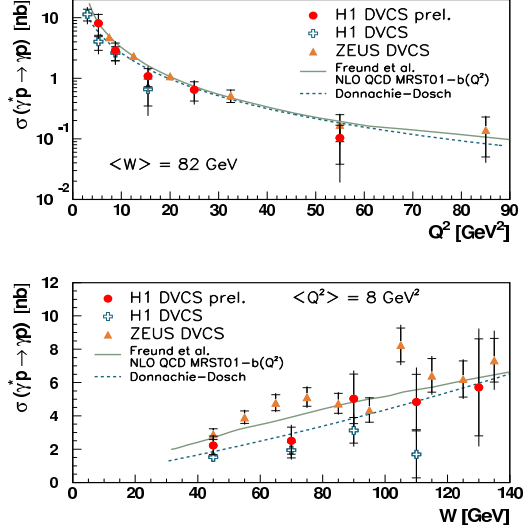 σ (γ* p → γp) [nb]
10
1
10 -1
10 -2
H1 DVCS prel.
H1 DVCS
ZEUS DVCS
Freund et al.
NLO QCD MRST01-b(Q²)
Donnachie-Dosch
<W> = 82 GeV
0 10 20 30 40 50 60 70 80 90
Q² [GeV²]
σ (γ* p → γp) [nb]
12
10
8
6
4
2
0
H1 DVCS prel.
H1 DVCS
ZEUS DVCS
Freund et al.
NLO QCD MRST01-b(Q²)
Donnachie-Dosch
<Q²> = 8 GeV²
0 20 40 60 80 100 120 140
W [GeV]